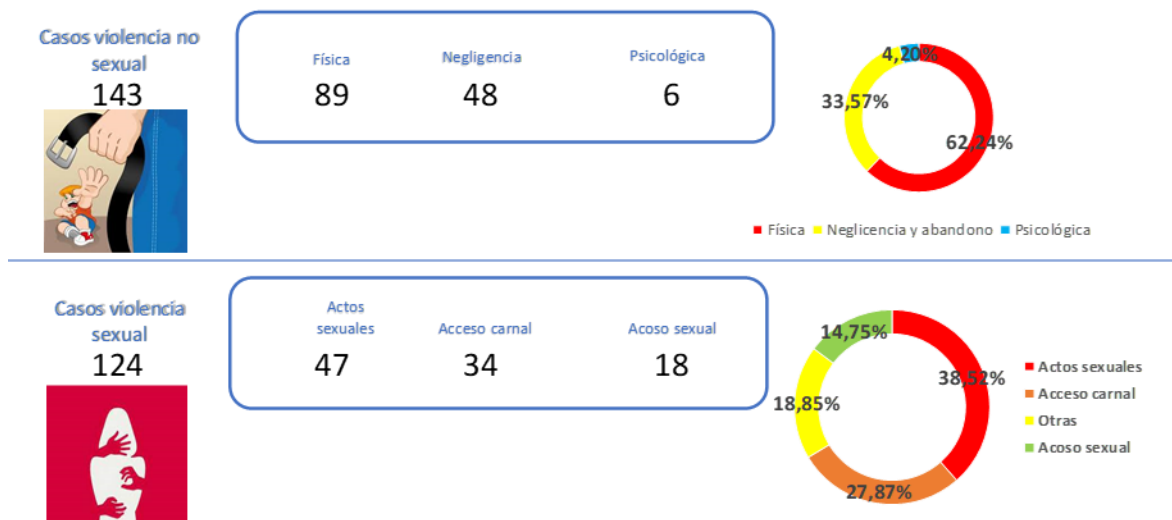 Casos violencia no
sexual
143
Física
Negligencia
Psicológica
89
48
6
4,20%
33,57%
62,24%
Física
Neglicencia y abandono
Psicológica
Casos violencia
sexual
124
Actos
sexuales
Acceso carnal
Acoso sexual
47
34
18
14,75%
38,52%
18,85%
27,87%
Actos sexuales
Acceso carnal
Otras
Acoso sexual